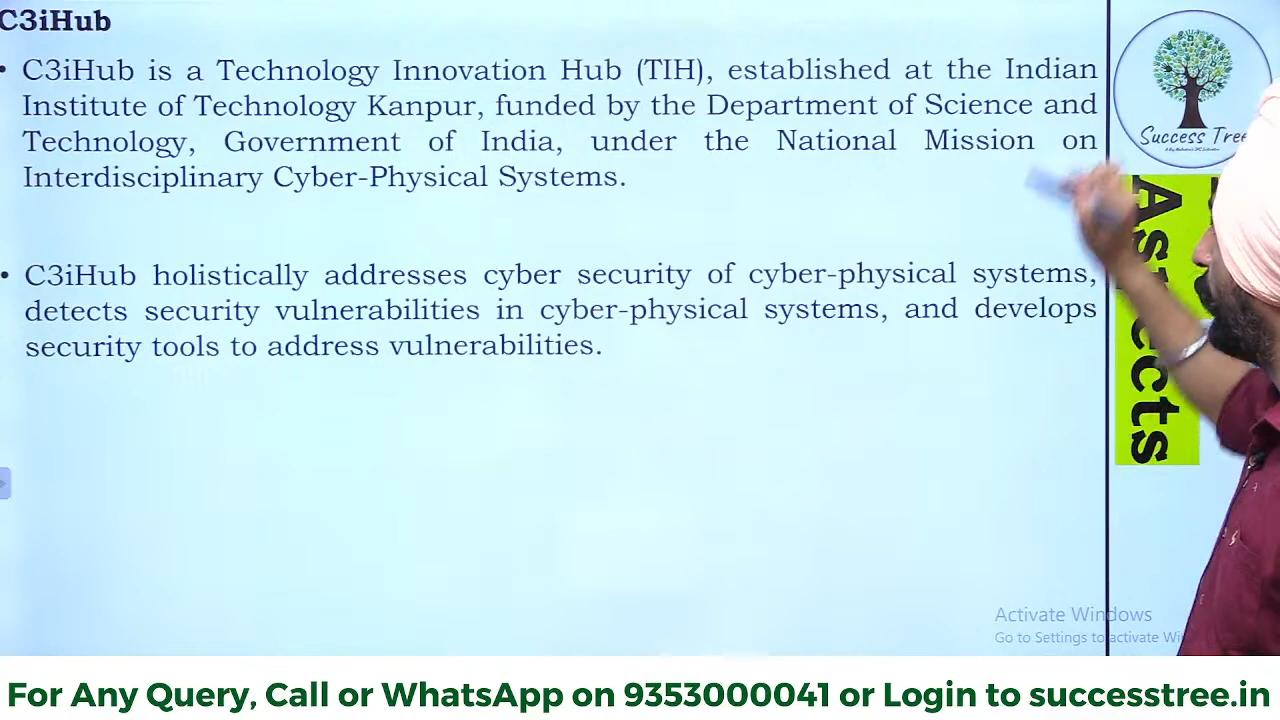 C3iHub
• C3iHub is a Technology Innovation Hub (TIH), established at the Indian
Institute of Technology Kanpur, funded by the Department of Science and
Technology, Government of India, under the National Mission on
Interdisciplinary Cyber-Physical Systems.
• C3iHub holistically addresses cyber security of cyber-physical systems,
detects security vulnerabilities in cyber-physical systems, and develops
security tools to address vulnerabilities.
Success Tree
Activate Windows
Go to Settings to activate Wi
For Any Query, Call or WhatsApp on 9353000041 or Login to successtree.in